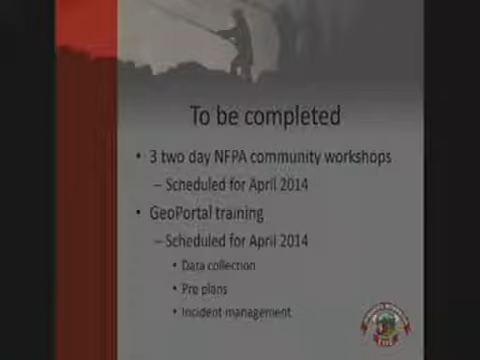 To be completed
• 3 two day NFPA community workshops
– Scheduled for April 2014
• GeoPortal training
– Scheduled for April 2014
• Data collection
• Pre plans
• Incident management